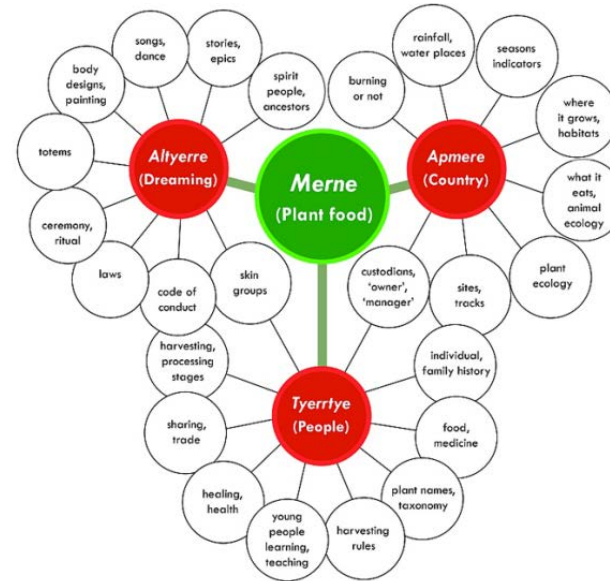 songs,
dance
stories,
epics
body
designs,
painting
spirit
people,
ancestors
totems
Altyerre
(Dreaming)
ceremony,
ritual
laws
code of
conduct
skin
groups
Merne
(Plant food)
burning
or not
rainfall,
water places
seasons
indicators
where
it grows,
habitats
Apmere
(Country)
what it
eats, animal
ecology
plant
ecology
sites,
tracks
custodians,
‘owner’,
‘manager’
harvesting,
processing
stages
Tyerrtye
(People)
individual,
family history
sharing,
trade
food,
medicine
healing,
health
plant names,
taxonomy
young
people
learning,
teaching
harvesting
rules